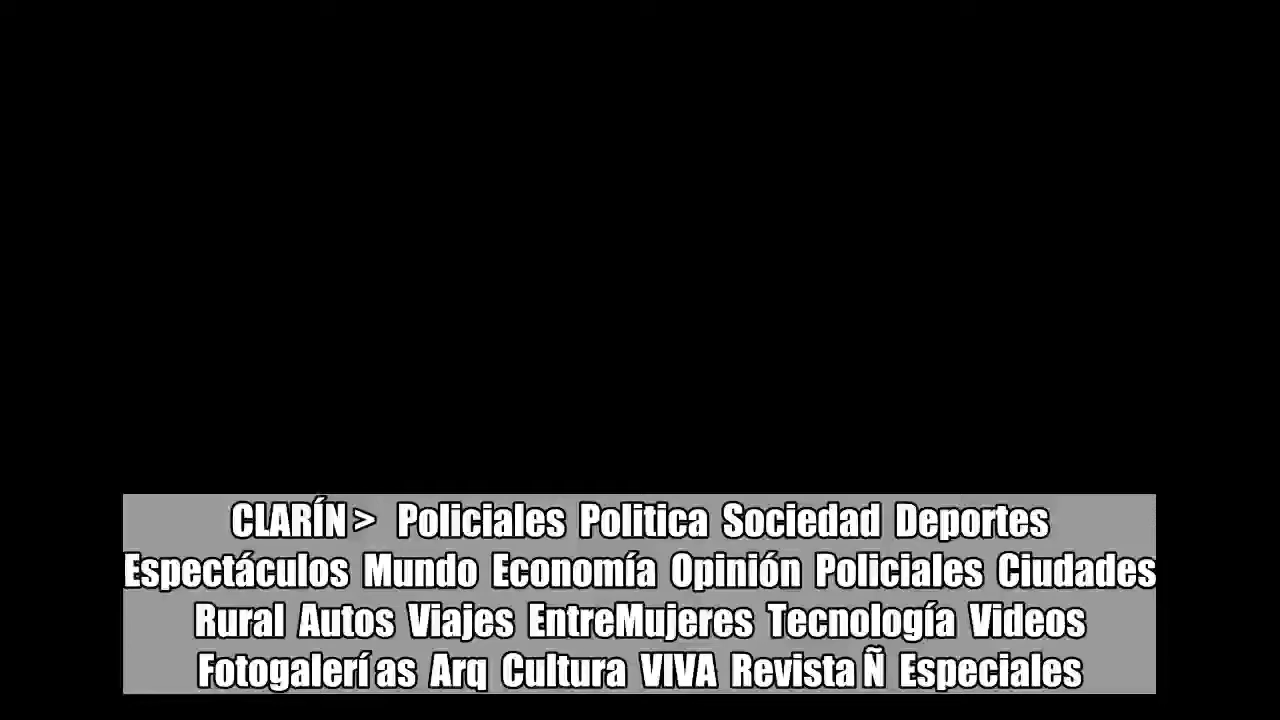 CLARÍN > Policiales Politica Sociedad Deportes
Espectáculos Mundo Economía Opinión Policiales Ciudades
Rural Autos Viajes EntreMujeres Tecnología Videos
Fotogalerí as Arq Cultura VIVA Revista Ñ Especiales